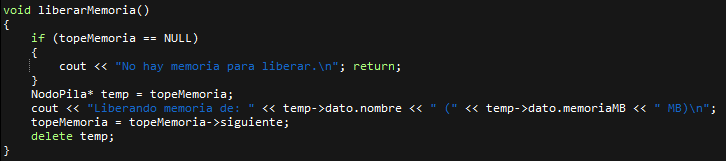 void liberarMemoria()
{
    if (topeMemoria == NULL)
    {
        cout << "No hay memoria para liberar.\n"; return;
    }
    NodoPila* temp = topeMemoria;
    cout << "Liberando memoria de: " << temp->dato.nombre << " (" << temp->dato.memoriaMB << " MB)\n";
    topeMemoria = topeMemoria->siguiente;
    delete temp;
}